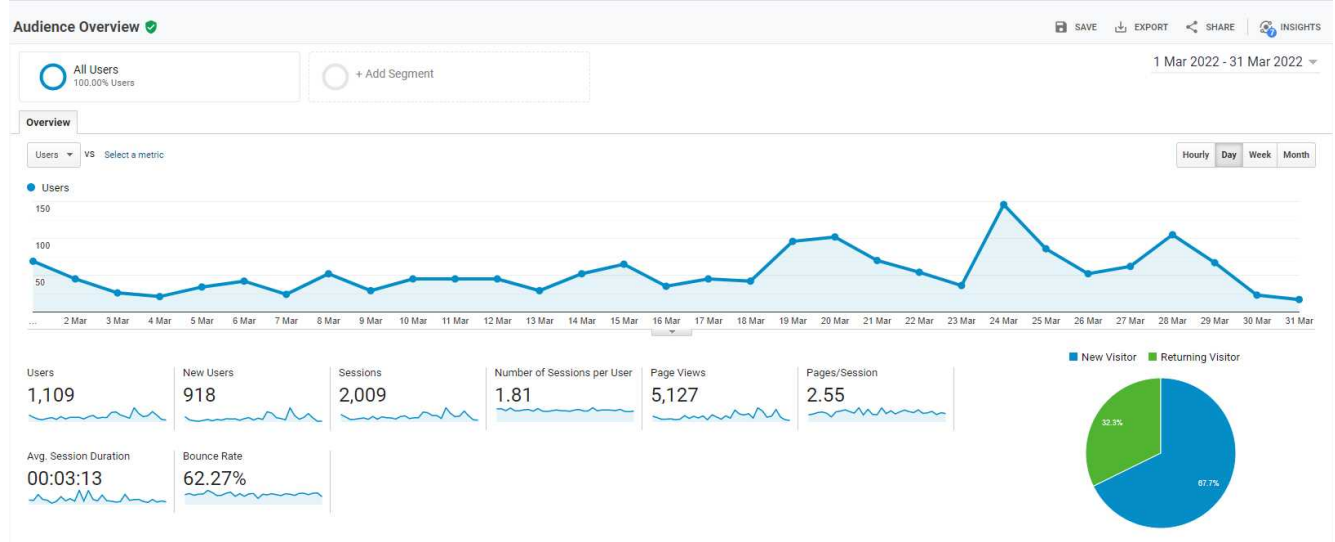 Audience Overview
SAVE EXPORT SHARE INSIGHTS
All Users
100.00% Users
+ Add Segment
1 Mar 2022 - 31 Mar 2022
Overview
Users VS Select a metric
Hourly Day Week Month
Users
150
100
50
... 2 Mar 3 Mar 4 Mar 5 Mar 6 Mar 7 Mar 8 Mar 9 Mar 10 Mar 11 Mar 12 Mar 13 Mar 14 Mar 15 Mar 16 Mar 17 Mar 18 Mar 19 Mar 20 Mar 21 Mar 22 Mar 23 Mar 24 Mar 25 Mar 26 Mar 27 Mar 28 Mar 29 Mar 30 Mar 31 Mar
New Visitor Returning Visitor
Users New Users Sessions Number of Sessions per User Page Views Pages/Session
1,109 918 2,009 1.81 5,127 2.55
Avg. Session Duration Bounce Rate
00:03:13 62.27%
32.3%
67.7%